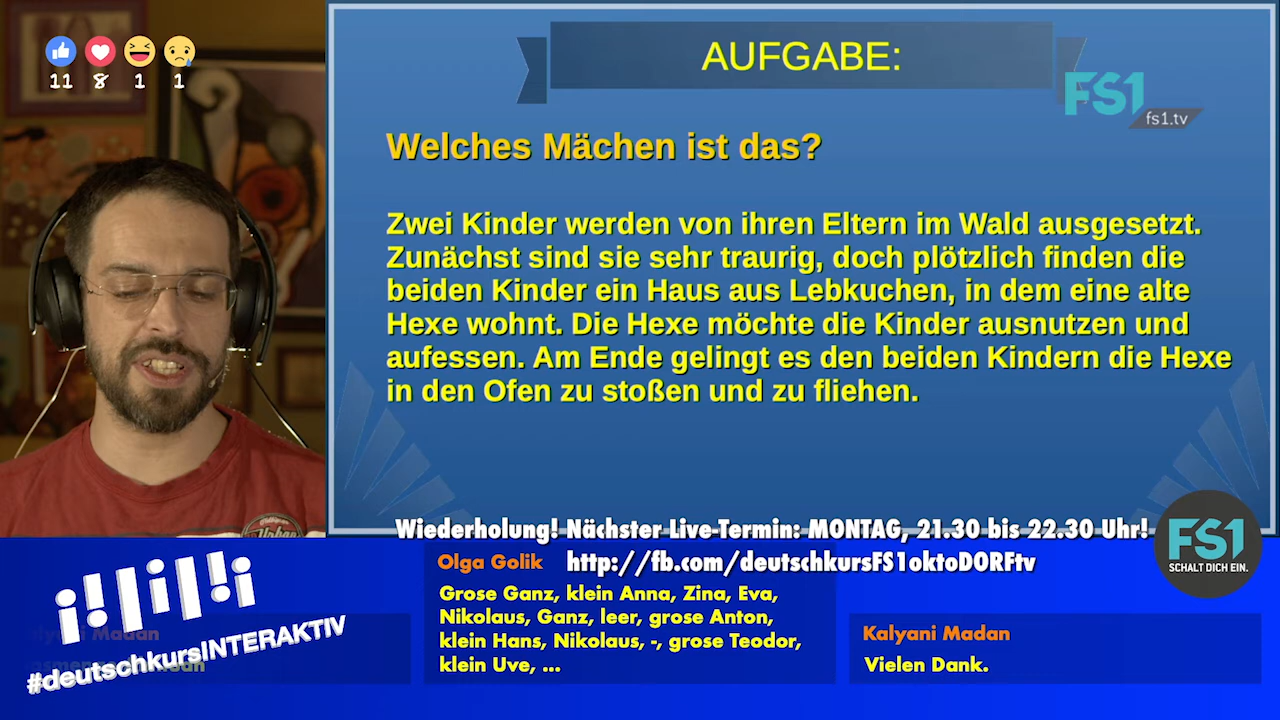 11 8 1 1
AUFGABE:
FS1
fs1.tv
Welches Mächen ist das?
Zwei Kinder werden von ihren Eltern im Wald ausgesetzt.
Zunächst sind sie sehr traurig, doch plötzlich finden die
beiden Kinder ein Haus aus Lebkuchen, in dem eine alte
Hexe wohnt. Die Hexe möchte die Kinder ausnutzen und
aufessen. Am Ende gelingt es den beiden Kindern die Hexe
in den Ofen zu stoßen und zu fliehen.
Wiederholung! Nächster Live-Termin: MONTAG, 21.30 bis 22.30 Uhr!
http://fb.com/deutschkursFS1oktoDORFtv
FS1
SCHALT DICH EIN.
i!!i!i!i
#deutschkursINTERAKTIV
Madan
Olga Golik
Grose Ganz, klein Anna, Zina, Eva,
Nikolaus, Ganz, leer, grose Anton,
klein Hans, Nikolaus, -, grose Teodor,
klein Uve, ...
Kalyani Madan
Vielen Dank.